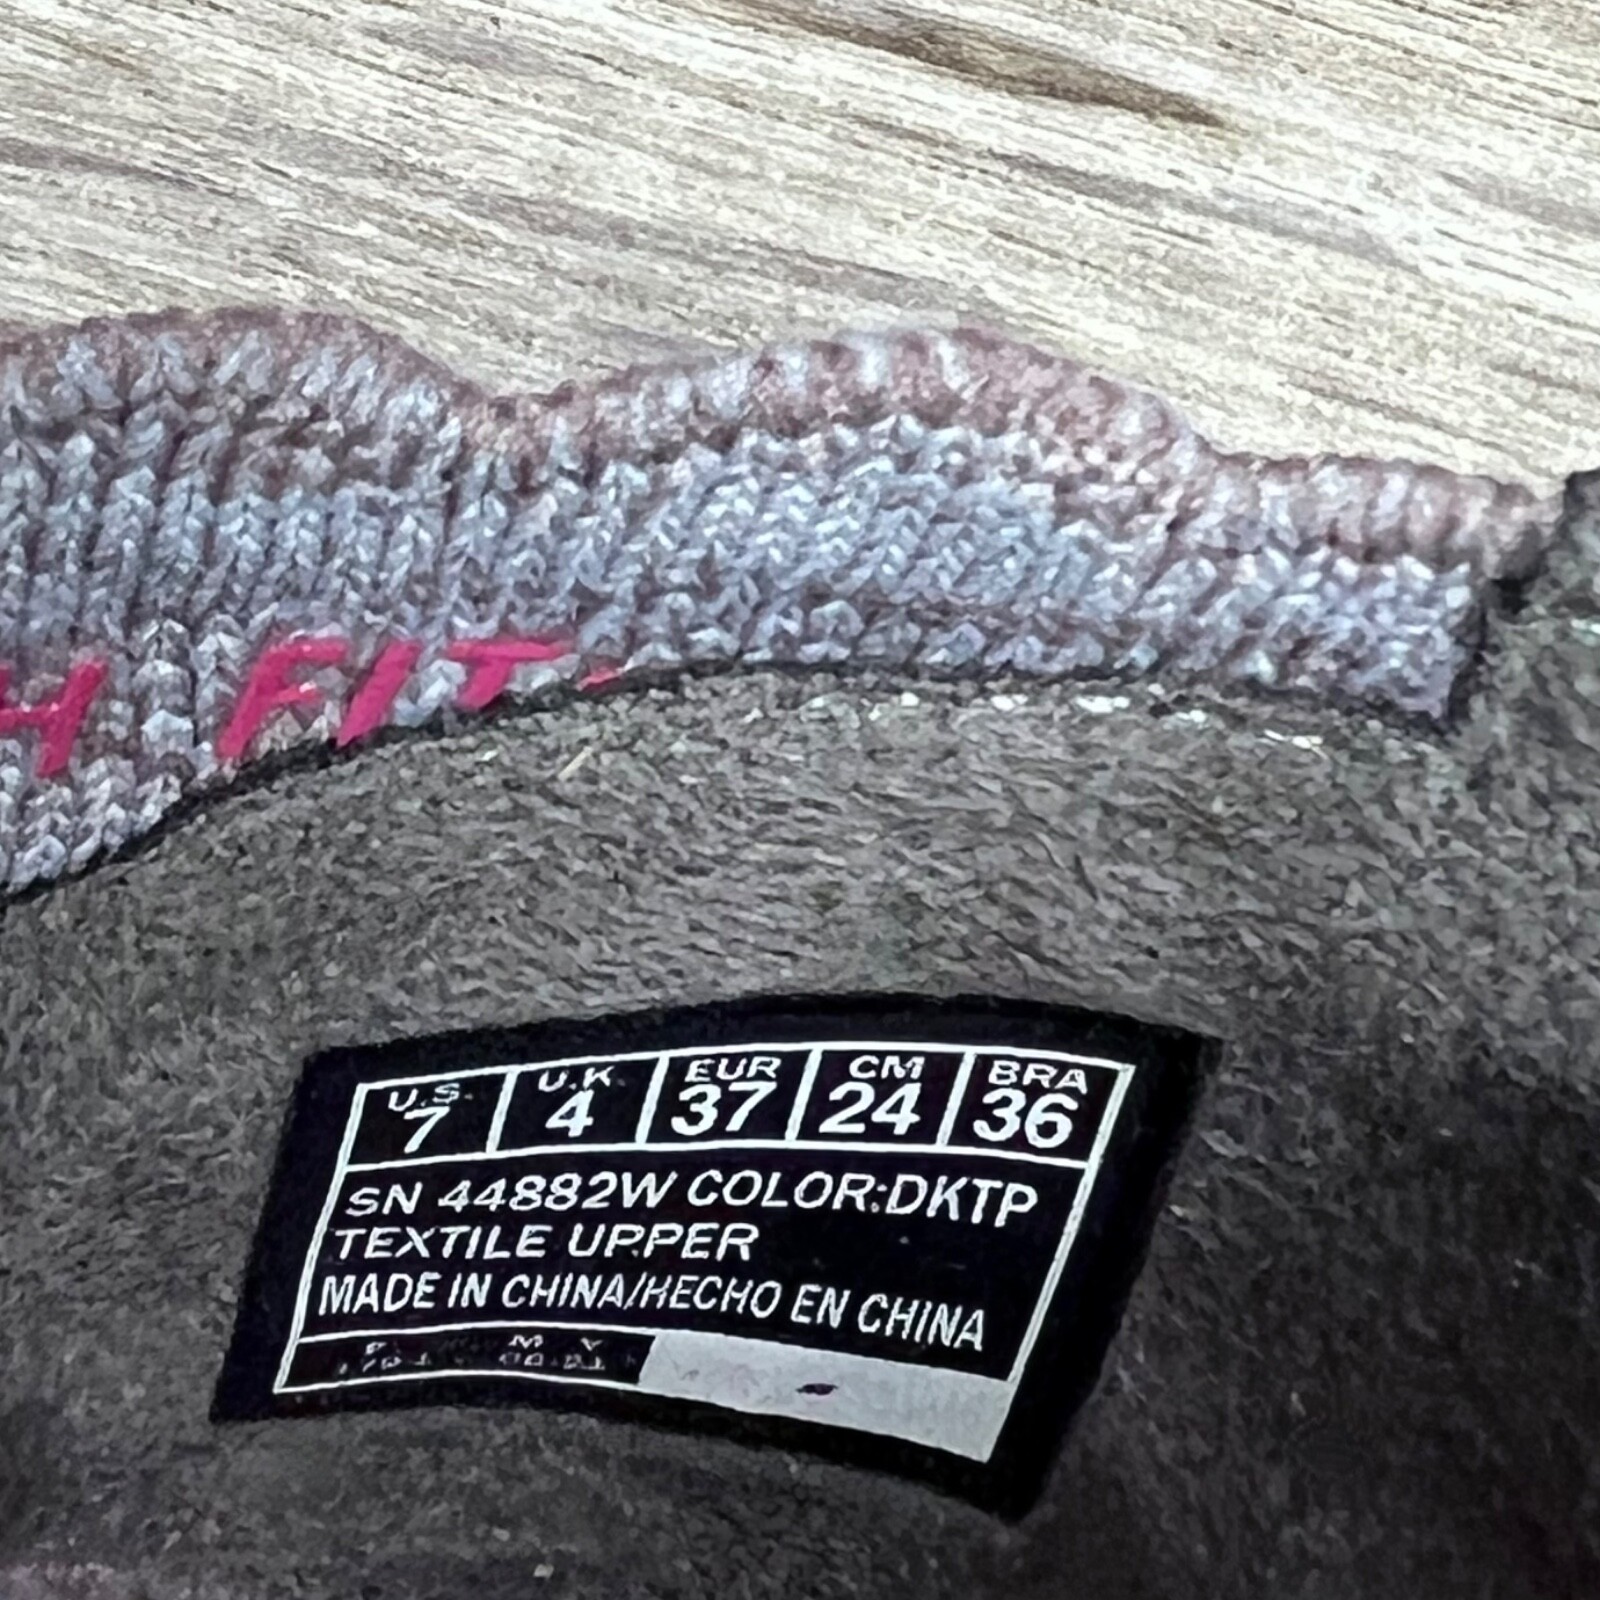 H FIT
U.S. U.K. EUR CM BRA
7 4 37 24 36
SN 44882W COLOR:DKTP
TEXTILE UPPER
MADE IN CHINA/HECHO EN CHINA
M Y